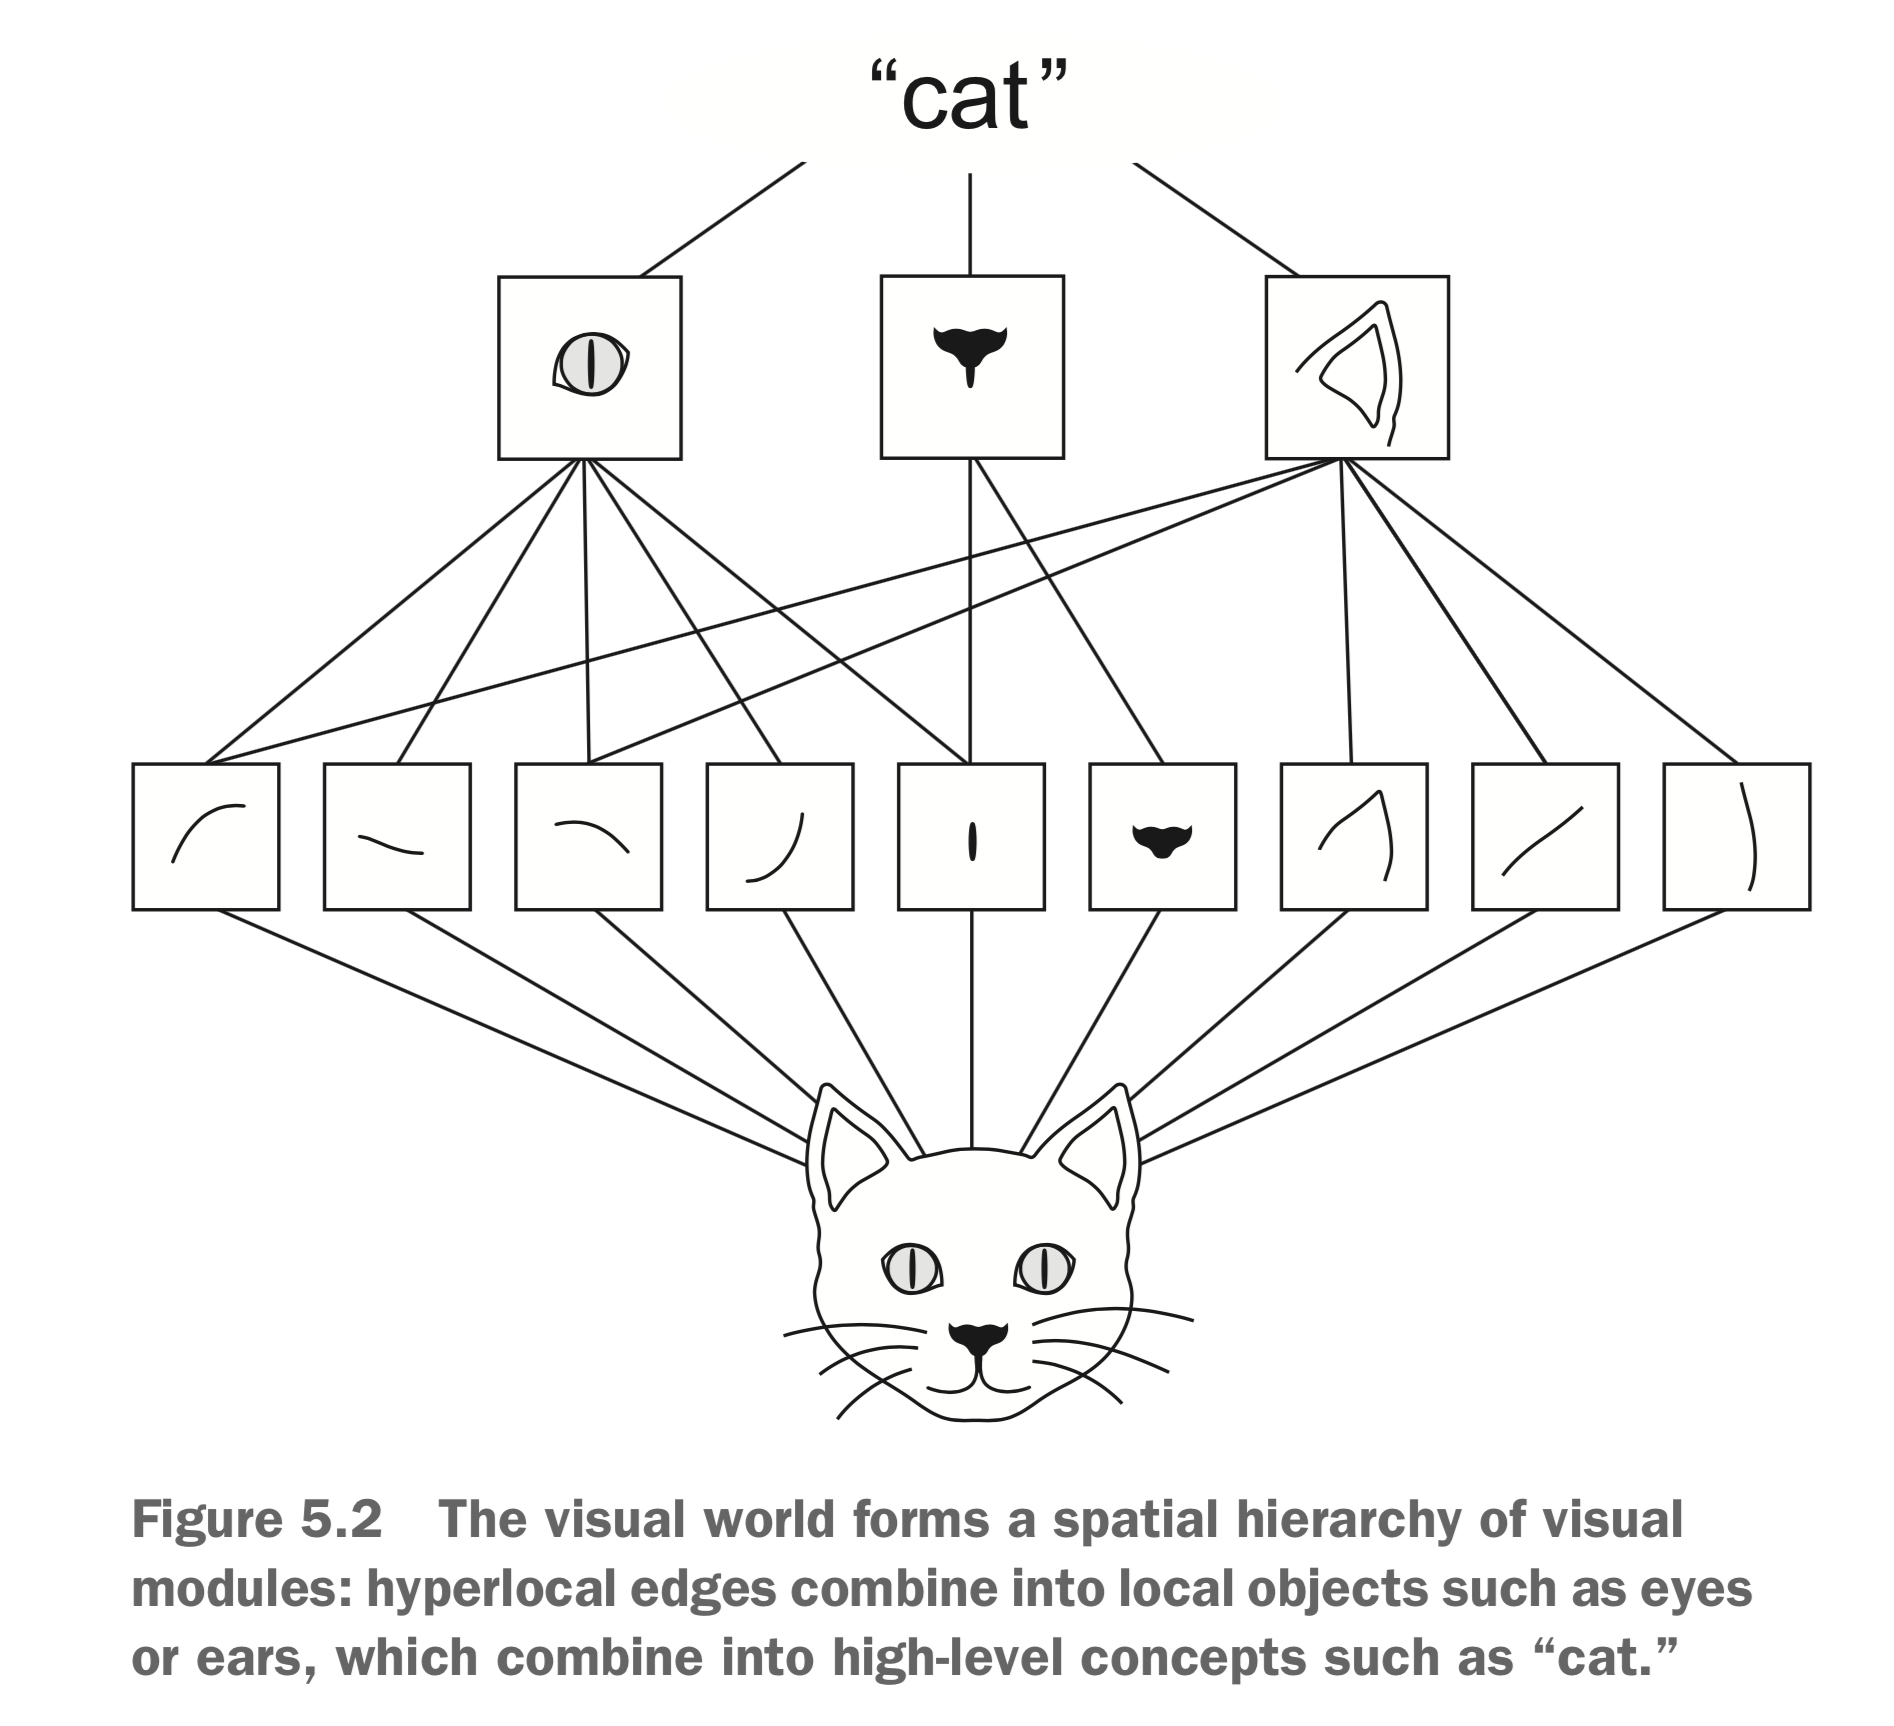 “cat”
Figure 5.2 The visual world forms a spatial hierarchy of visual
modules: hyperlocal edges combine into local objects such as eyes
or ears, which combine into high-level concepts such as “cat.”